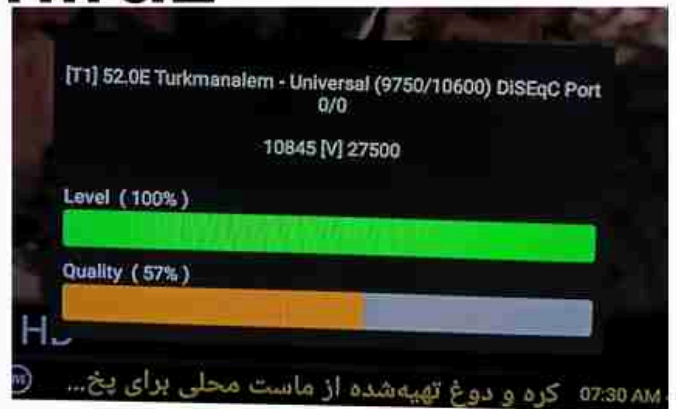 [T1] 52.0E Turkmanalem - Universal (9750/10600) DiSEqC Port
0/0
10845 [V] 27500
Level ( 100% )
Quality ( 57% )
07:30 AM کره و دوغ تهیه‌شده از ماست محلی برای پخ...